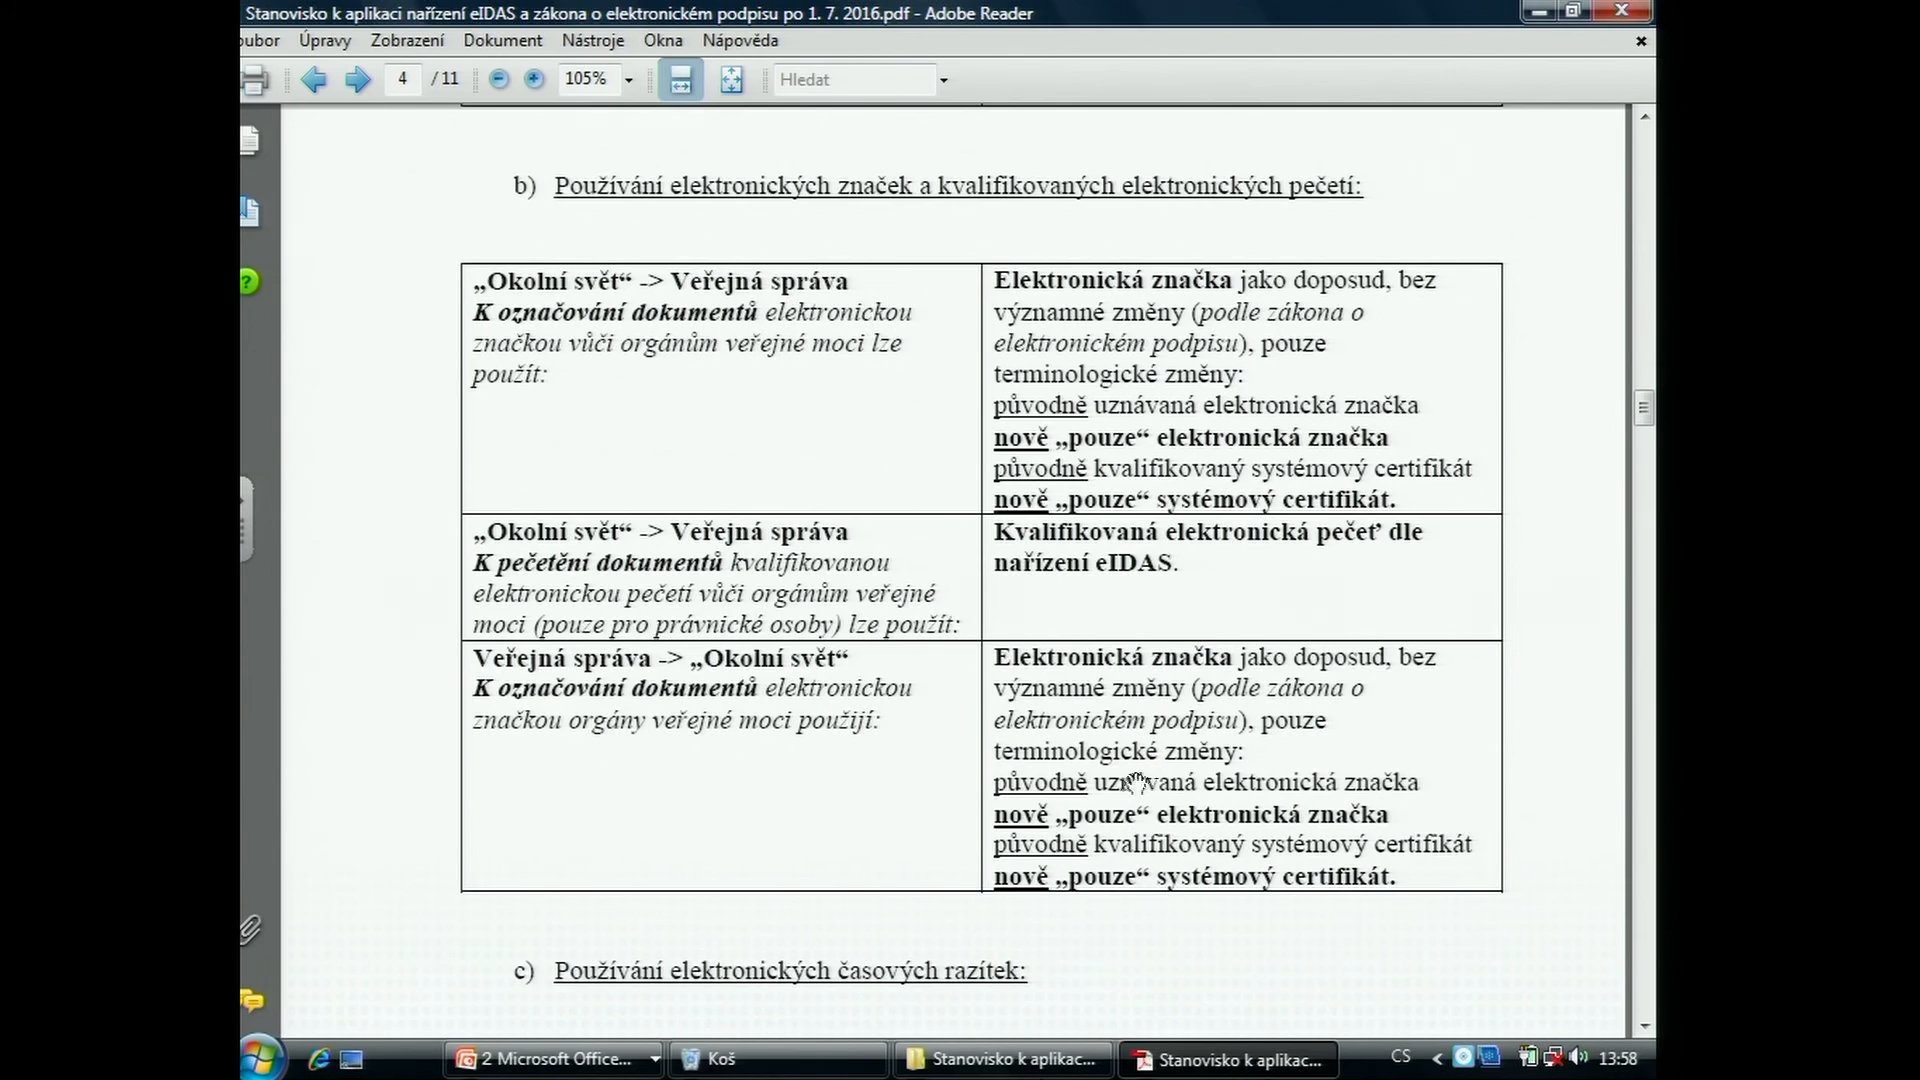 Stanovisko k aplikaci nařízení eIDAS a zákona o elektronickém podpisu po 1. 7. 2016.pdf - Adobe Reader
oubor Úpravy Zobrazení Dokument Nástroje Okna Nápověda
4 / 11 105% Hledat
b) Používání elektronických značek a kvalifikovaných elektronických pečetí:
„Okolní svět“ -> Veřejná správa
K označování dokumentů elektronickou
značkou vůči orgánům veřejné moci lze
použít:
Elektronická značka jako doposud, bez
významné změny (podle zákona o
elektronickém podpisu), pouze
terminologické změny:
původně uznávaná elektronická značka
nově „pouze“ elektronická značka
původně kvalifikovaný systémový certifikát
nově „pouze“ systémový certifikát.
„Okolní svět“ -> Veřejná správa
K pečetění dokumentů kvalifikovanou
elektronickou pečetí vůči orgánům veřejné
moci (pouze pro právnické osoby) lze použít:
Kvalifikovaná elektronická pečeť dle
nařízení eIDAS.
Veřejná správa -> „Okolní svět“
K označování dokumentů elektronickou
značkou orgány veřejné moci použijí:
Elektronická značka jako doposud, bez
významné změny (podle zákona o
elektronickém podpisu), pouze
terminologické změny:
původně uznávaná elektronická značka
nově „pouze“ elektronická značka
původně kvalifikovaný systémový certifikát
nově „pouze“ systémový certifikát.
c) Používání elektronických časových razítek:
2 Microsoft Office... Koš Stanovisko k aplikac... Stanovisko k aplikac... CS 13:58